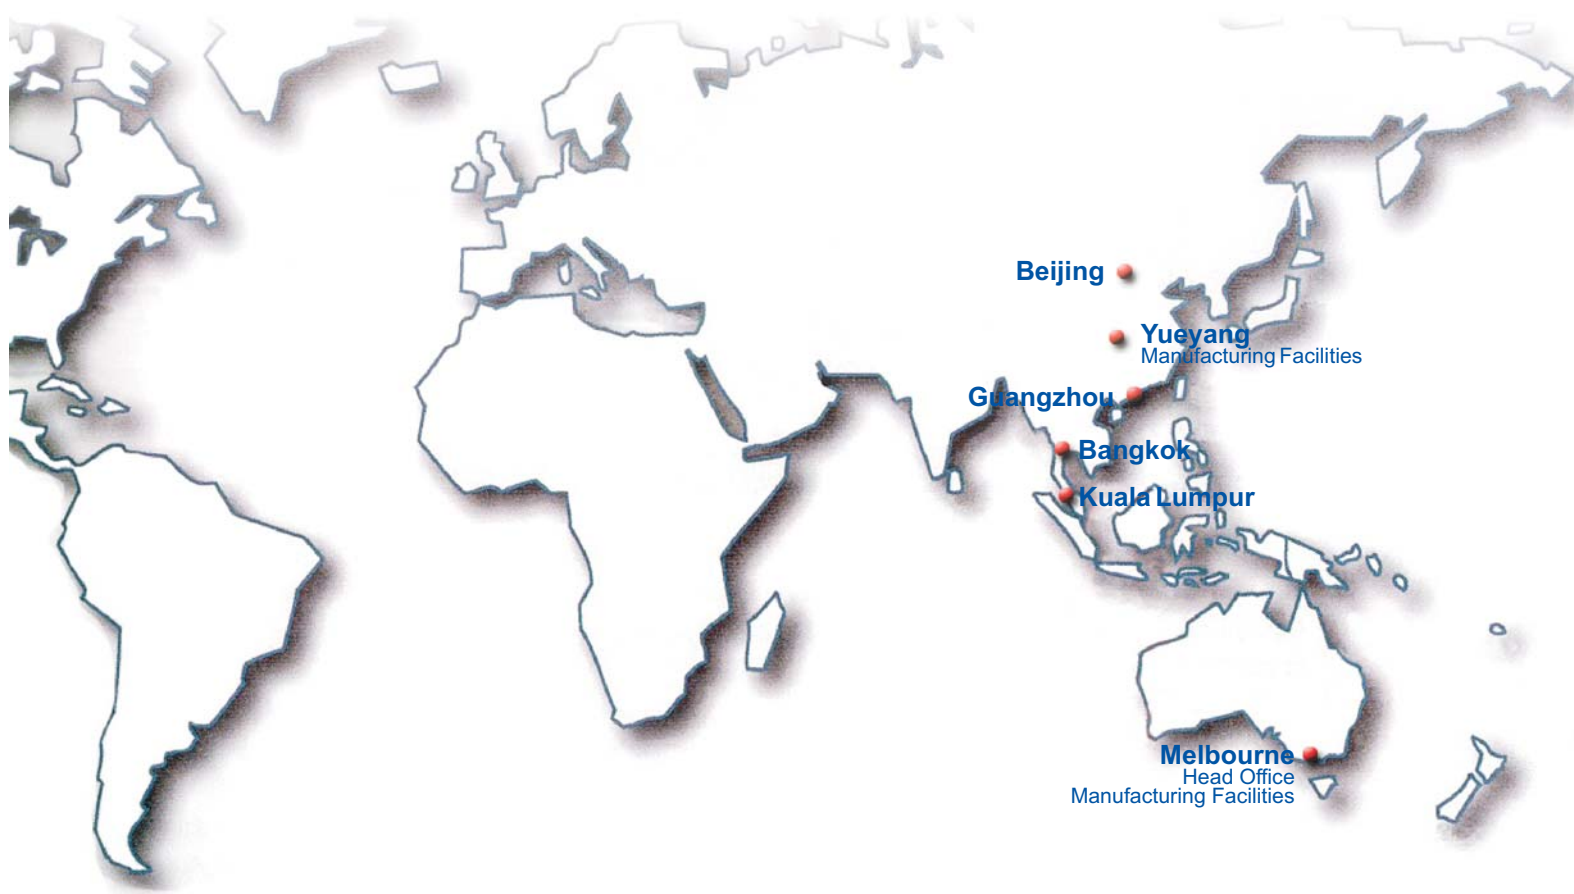 Beijing
Yueyang
Manufacturing Facilities
Guangzhou
Bangkok
Kuala Lumpur
Melbourne
Head Office
Manufacturing Facilities